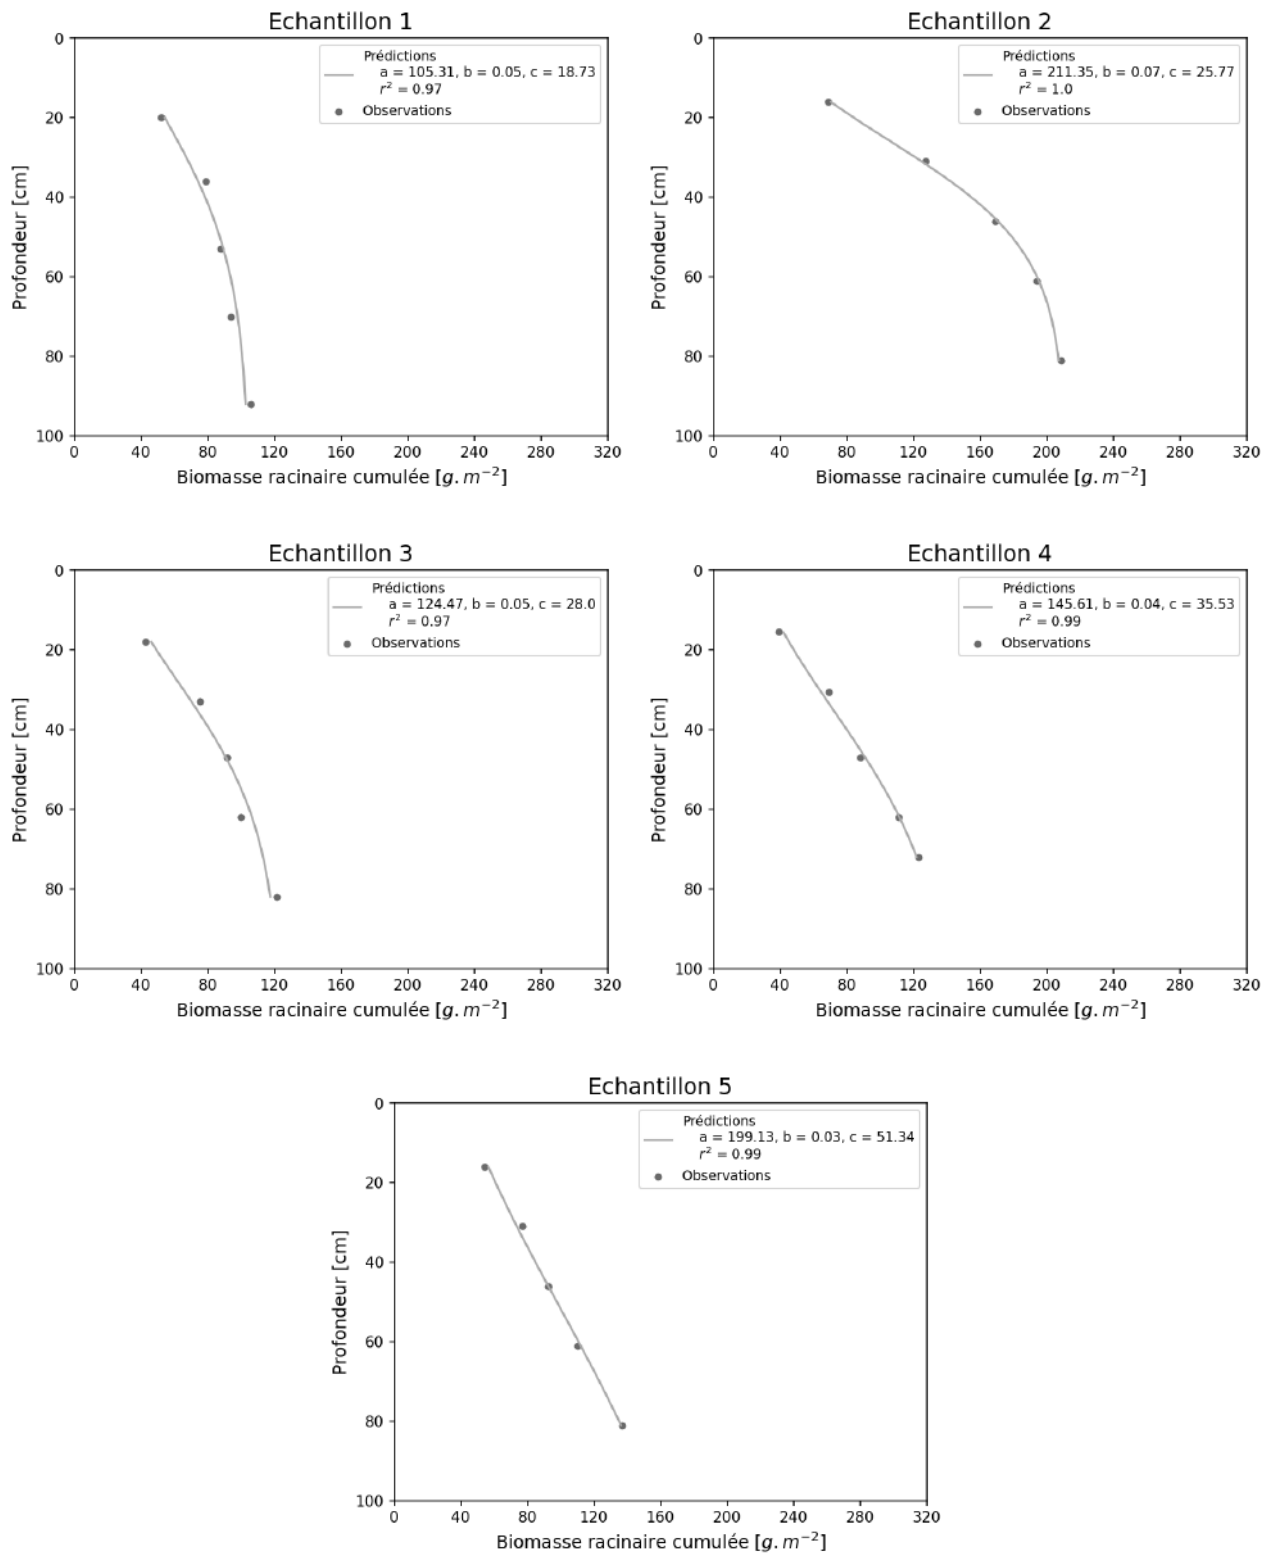 Echantillon 1
0
20
40
60
80
100
Profondeur [cm]
Prédictions
a = 105.31, b = 0.05, c = 18.73
r² = 0.97
Observations
0 40 80 120 160 200 240 280 320
Biomasse racinaire cumulée [g.m⁻²]
Echantillon 2
0
20
40
60
80
100
Profondeur [cm]
Prédictions
a = 211.35, b = 0.07, c = 25.77
r² = 1.0
Observations
0 40 80 120 160 200 240 280 320
Biomasse racinaire cumulée [g.m⁻²]
Echantillon 3
0
20
40
60
80
100
Profondeur [cm]
Prédictions
a = 124.47, b = 0.05, c = 28.0
r² = 0.97
Observations
0 40 80 120 160 200 240 280 320
Biomasse racinaire cumulée [g.m⁻²]
Echantillon 4
0
20
40
60
80
100
Profondeur [cm]
Prédictions
a = 145.61, b = 0.04, c = 35.53
r² = 0.99
Observations
0 40 80 120 160 200 240 280 320
Biomasse racinaire cumulée [g.m⁻²]
Echantillon 5
0
20
40
60
80
100
Profondeur [cm]
Prédictions
a = 199.13, b = 0.03, c = 51.34
r² = 0.99
Observations
0 40 80 120 160 200 240 280 320
Biomasse racinaire cumulée [g.m⁻²]